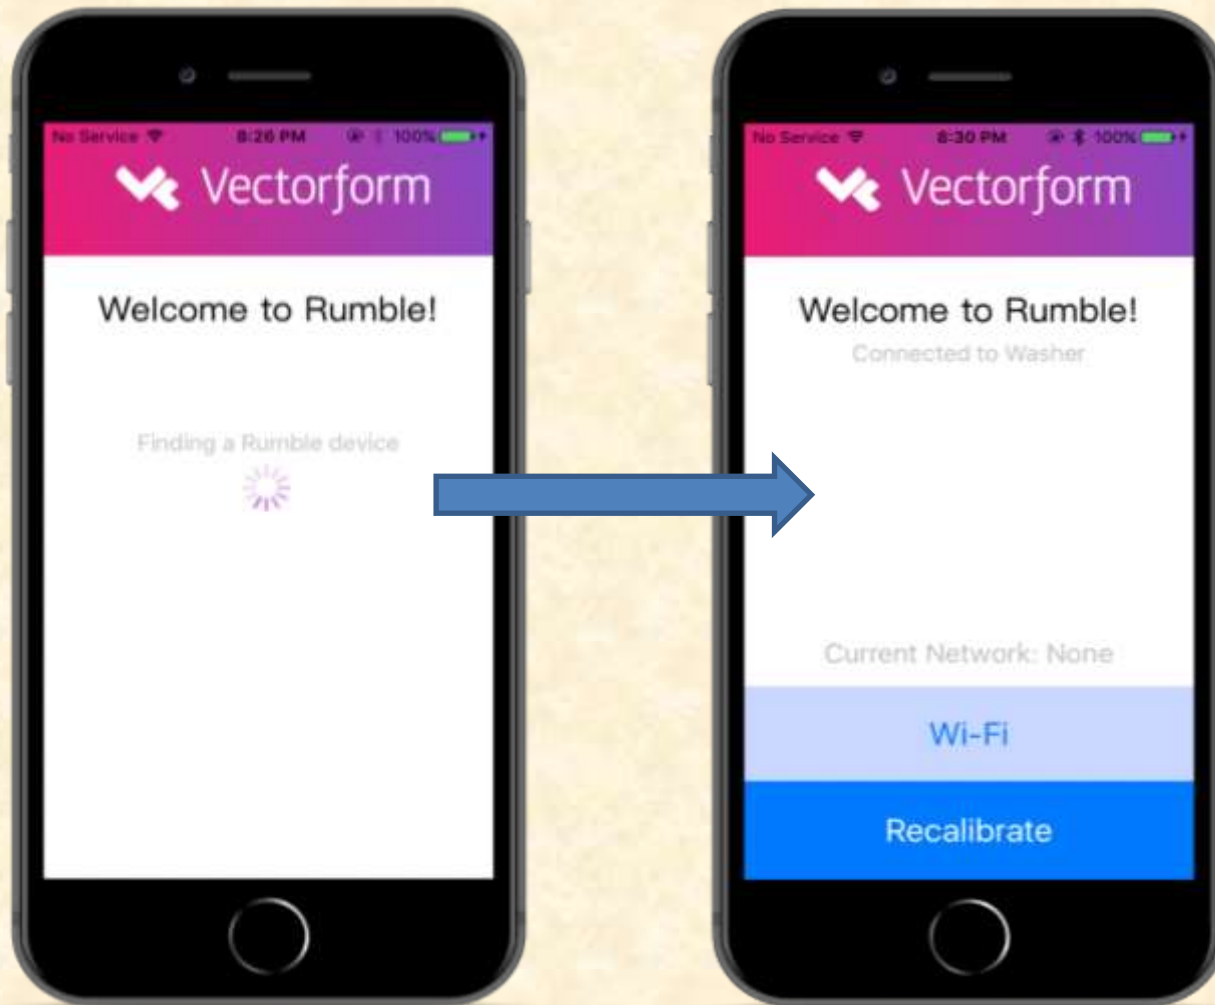 No Service 8:26 PM 100%
Vectorform
Welcome to Rumble!
Finding a Rumble device
No Service 8:30 PM 100%
Vectorform
Welcome to Rumble!
Connected to Washer
Current Network: None
Wi-Fi
Recalibrate